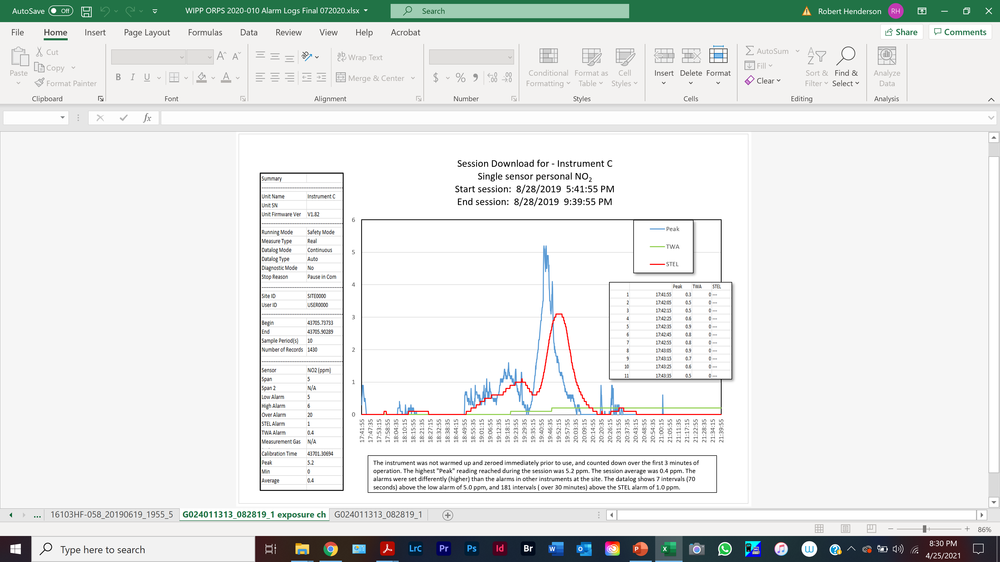 AutoSave Off WIPP ORPS 2020-010 Alarm Logs Final 072020.xlsx Search Robert Henderson RH
File Home Insert Page Layout Formulas Data Review View Help Acrobat Share Comments
Paste Cut Copy Format Painter
B I U
ab Wrap Text
Merge & Center
$ % , .00 .00
Conditional Formatting Format as Table Cell Styles
Insert Delete Format
AutoSum Fill Clear
Sort & Filter Find & Select
Analyze Data
Clipboard Font Alignment Number Styles Cells Editing Analysis
fx
Session Download for - Instrument C
Single sensor personal NO2
Start session: 8/28/2019 5:41:55 PM
End session: 8/28/2019 9:39:55 PM
Summary
Unit Name Instrument C
Unit SN
Unit Firmware Ver V1.82
Running Mode Safety Mode
Measure Type Real
Datalog Mode Continuous
Datalog Type Auto
Diagnostic Mode No
Stop Reason Pause in Com
Site ID SITE0000
User ID USER0000
Begin 43705.73733
End 43705.90289
Sample Period(s) 10
Number of Records 1430
Sensor NO2 (ppm)
Span 5
Span 2 N/A
Low Alarm 5
High Alarm 6
Over Alarm 20
STEL Alarm 1
TWA Alarm 0.4
Measurement Gas N/A
Calibration Time 43701.30694
Peak 5.2
Min 0
Average 0.4
6
5
4
3
2
1
0
Peak
TWA
STEL
Peak TWA STEL
1 17:41:55 0.3 0 ---
2 17:42:05 0.5 0 ---
3 17:42:15 0.5 0 ---
4 17:42:25 0.6 0 ---
5 17:42:35 0.9 0 ---
6 17:42:45 0.8 0 ---
7 17:42:55 0.8 0 ---
8 17:43:05 0.9 0 ---
9 17:43:15 0.7 0 ---
10 17:43:25 0.6 0 ---
11 17:43:35 0.5 0 ---
17:41:55 17:47:35 17:53:15 17:58:55 18:04:35 18:10:15 18:15:55 18:21:35 18:27:15 18:32:55 18:38:35 18:44:15 18:49:55 18:55:35 19:01:15 19:06:55 19:12:35 19:18:15 19:23:55 19:29:35 19:35:15 19:40:55 19:46:35 19:52:15 19:57:55 20:03:35 20:09:15 20:14:55 20:20:35 20:26:15 20:31:55 20:37:35 20:43:15 20:48:55 20:54:35 21:00:15 21:05:55 21:11:35 21:17:15 21:22:55 21:28:35 21:34:15 21:39:55
The instrument was not warmed up and zeroed immediately prior to use, and counted down over the first 3 minutes of
operation. The highest "Peak" reading reached during the session was 5.2 ppm. The session average was 0.4 ppm. The
alarms were set differently (higher) than the alarms in other instruments at the site. The datalog shows 7 intervals (70
seconds) above the low alarm of 5.0 ppm, and 181 intervals ( over 30 minutes) above the STEL alarm of 1.0 ppm.
... 16103HF-058_20190619_1955_5 G024011313_082819_1 exposure ch G024011313_082819_1
86%
Type here to search LrC Pr Ps Id Br W O P X 8:30 PM
4/25/2021